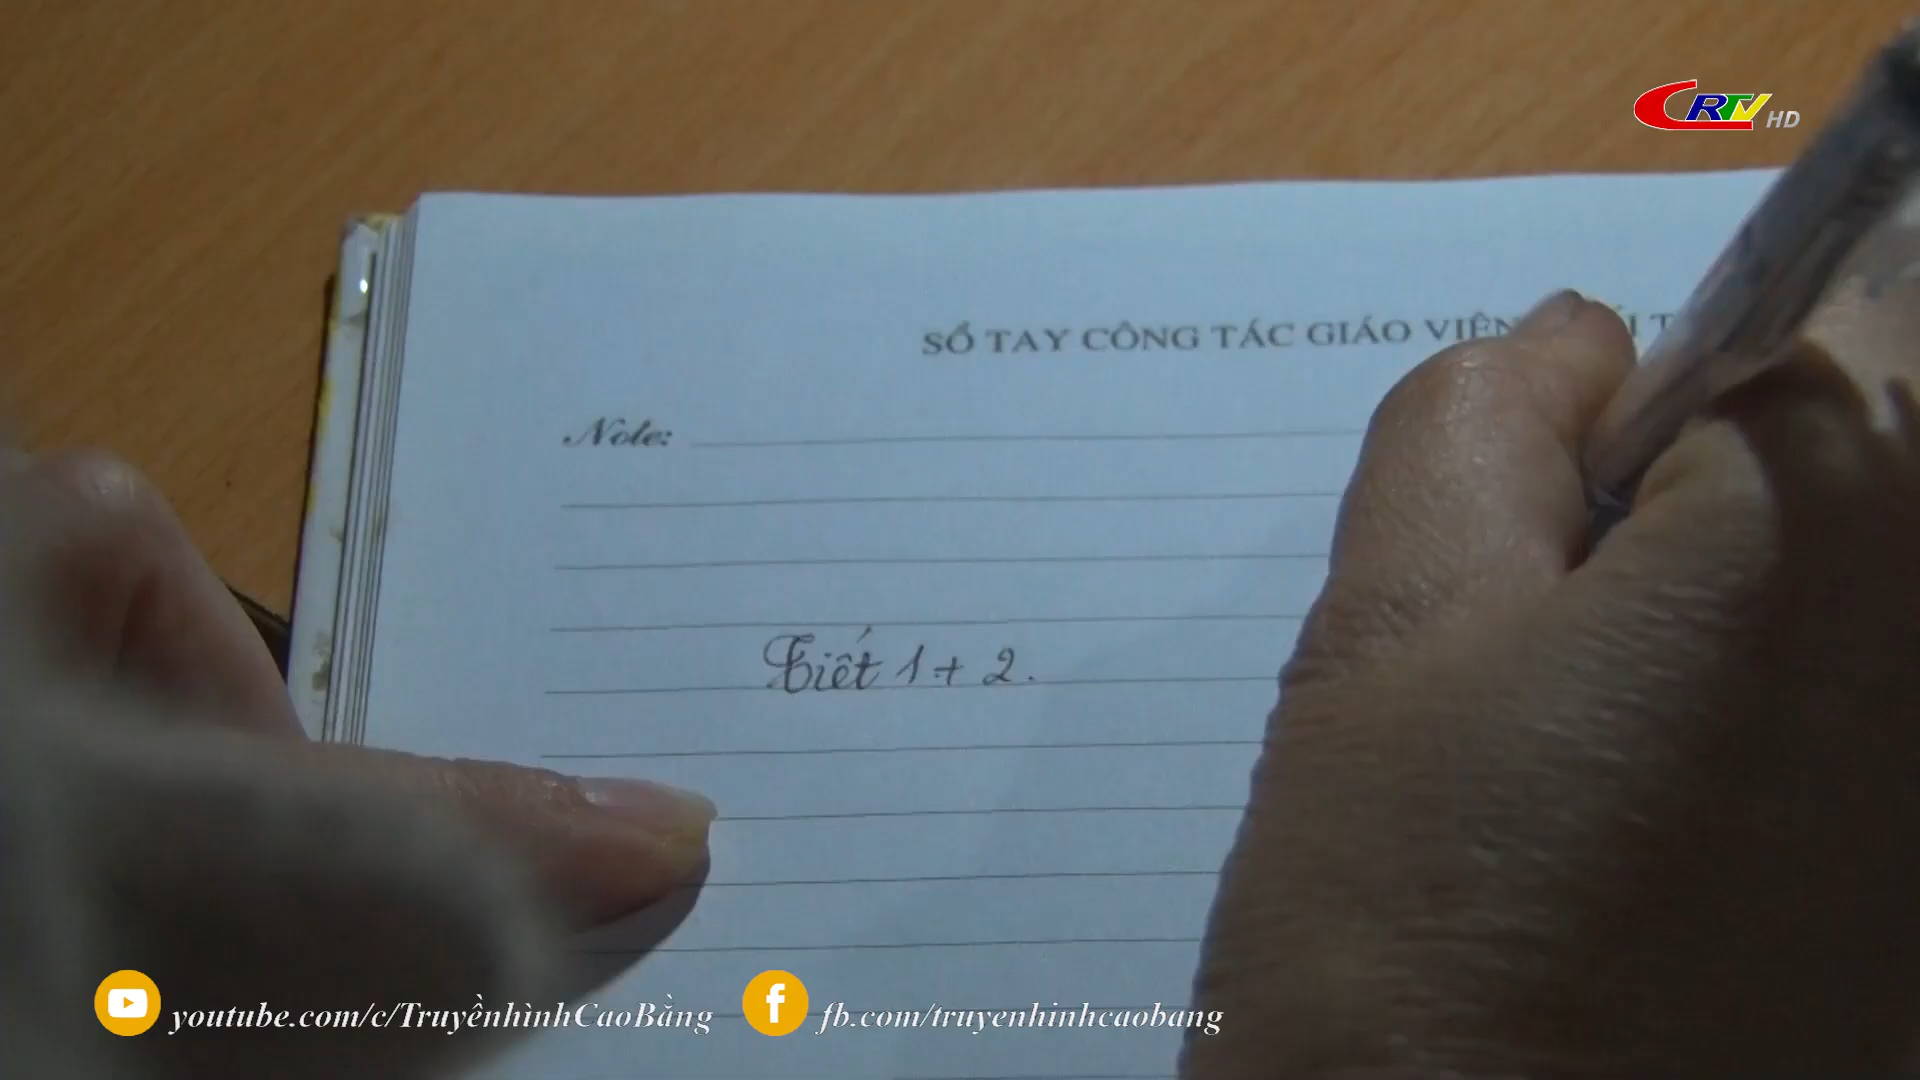 CRTV HD
SỔ TAY CÔNG TÁC GIÁO VIÊN
Note:
Tiết 1 + 2.
youtube.com/c/TruyềnhìnhCaoBằng
fb.com/truyenhinhcaobang